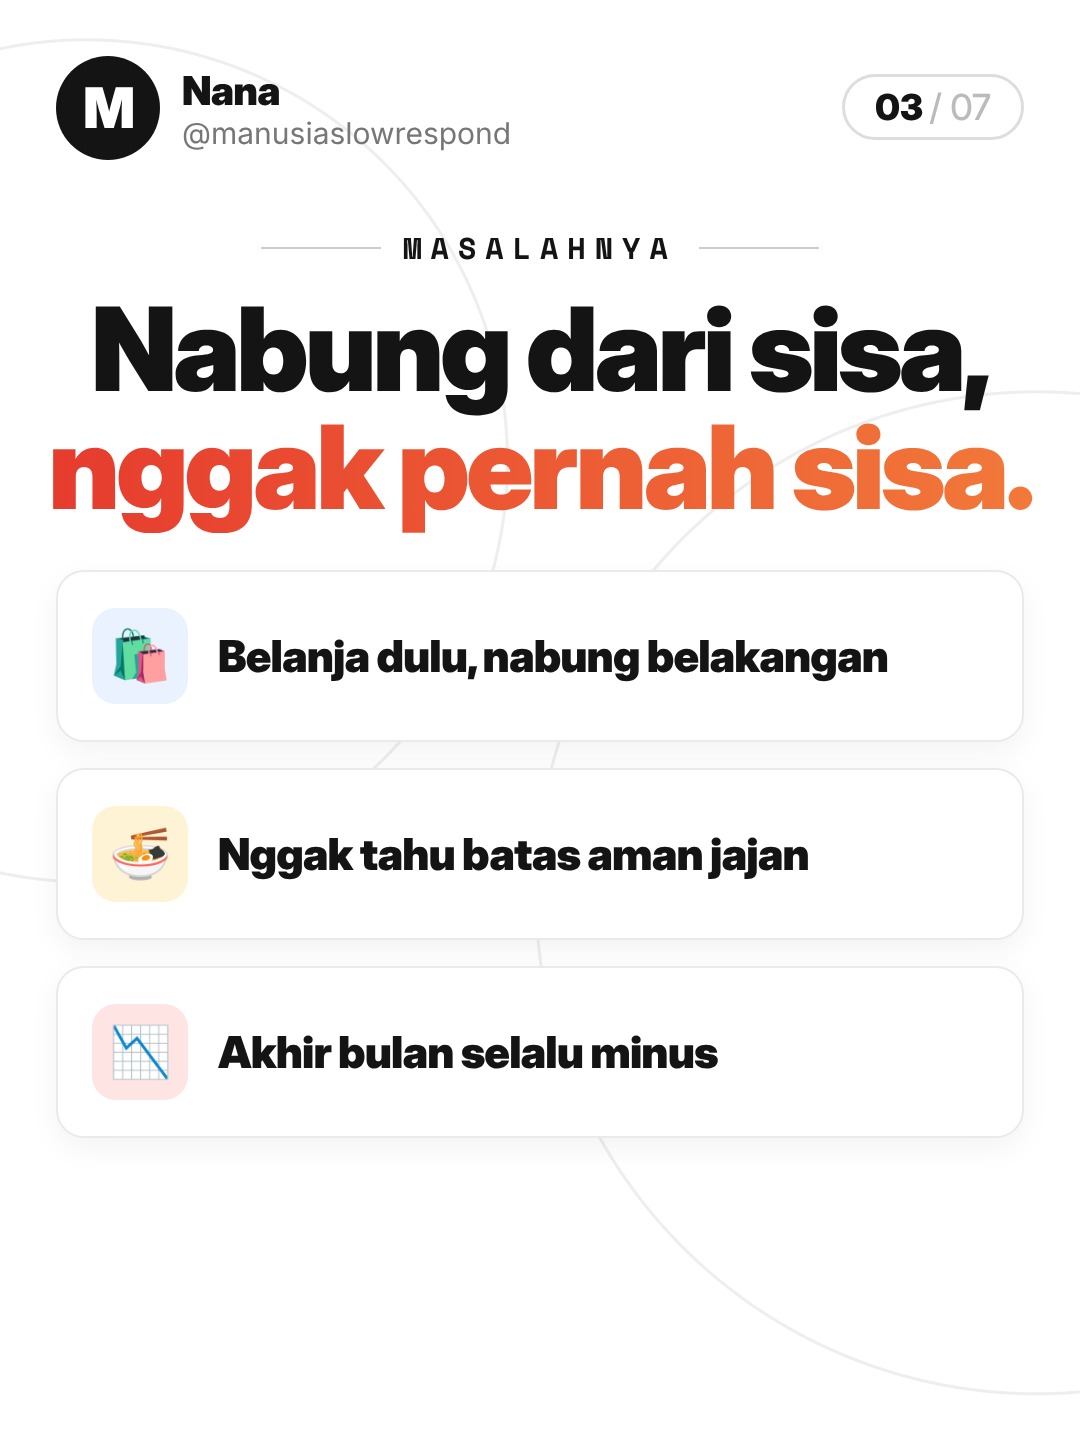 M
Nana
@manusiaslowrespond
03 / 07
MASALAHNYA
Nabung dari sisa,
nggak pernah sisa.
Belanja dulu, nabung belakangan
Nggak tahu batas aman jajan
Akhir bulan selalu minus